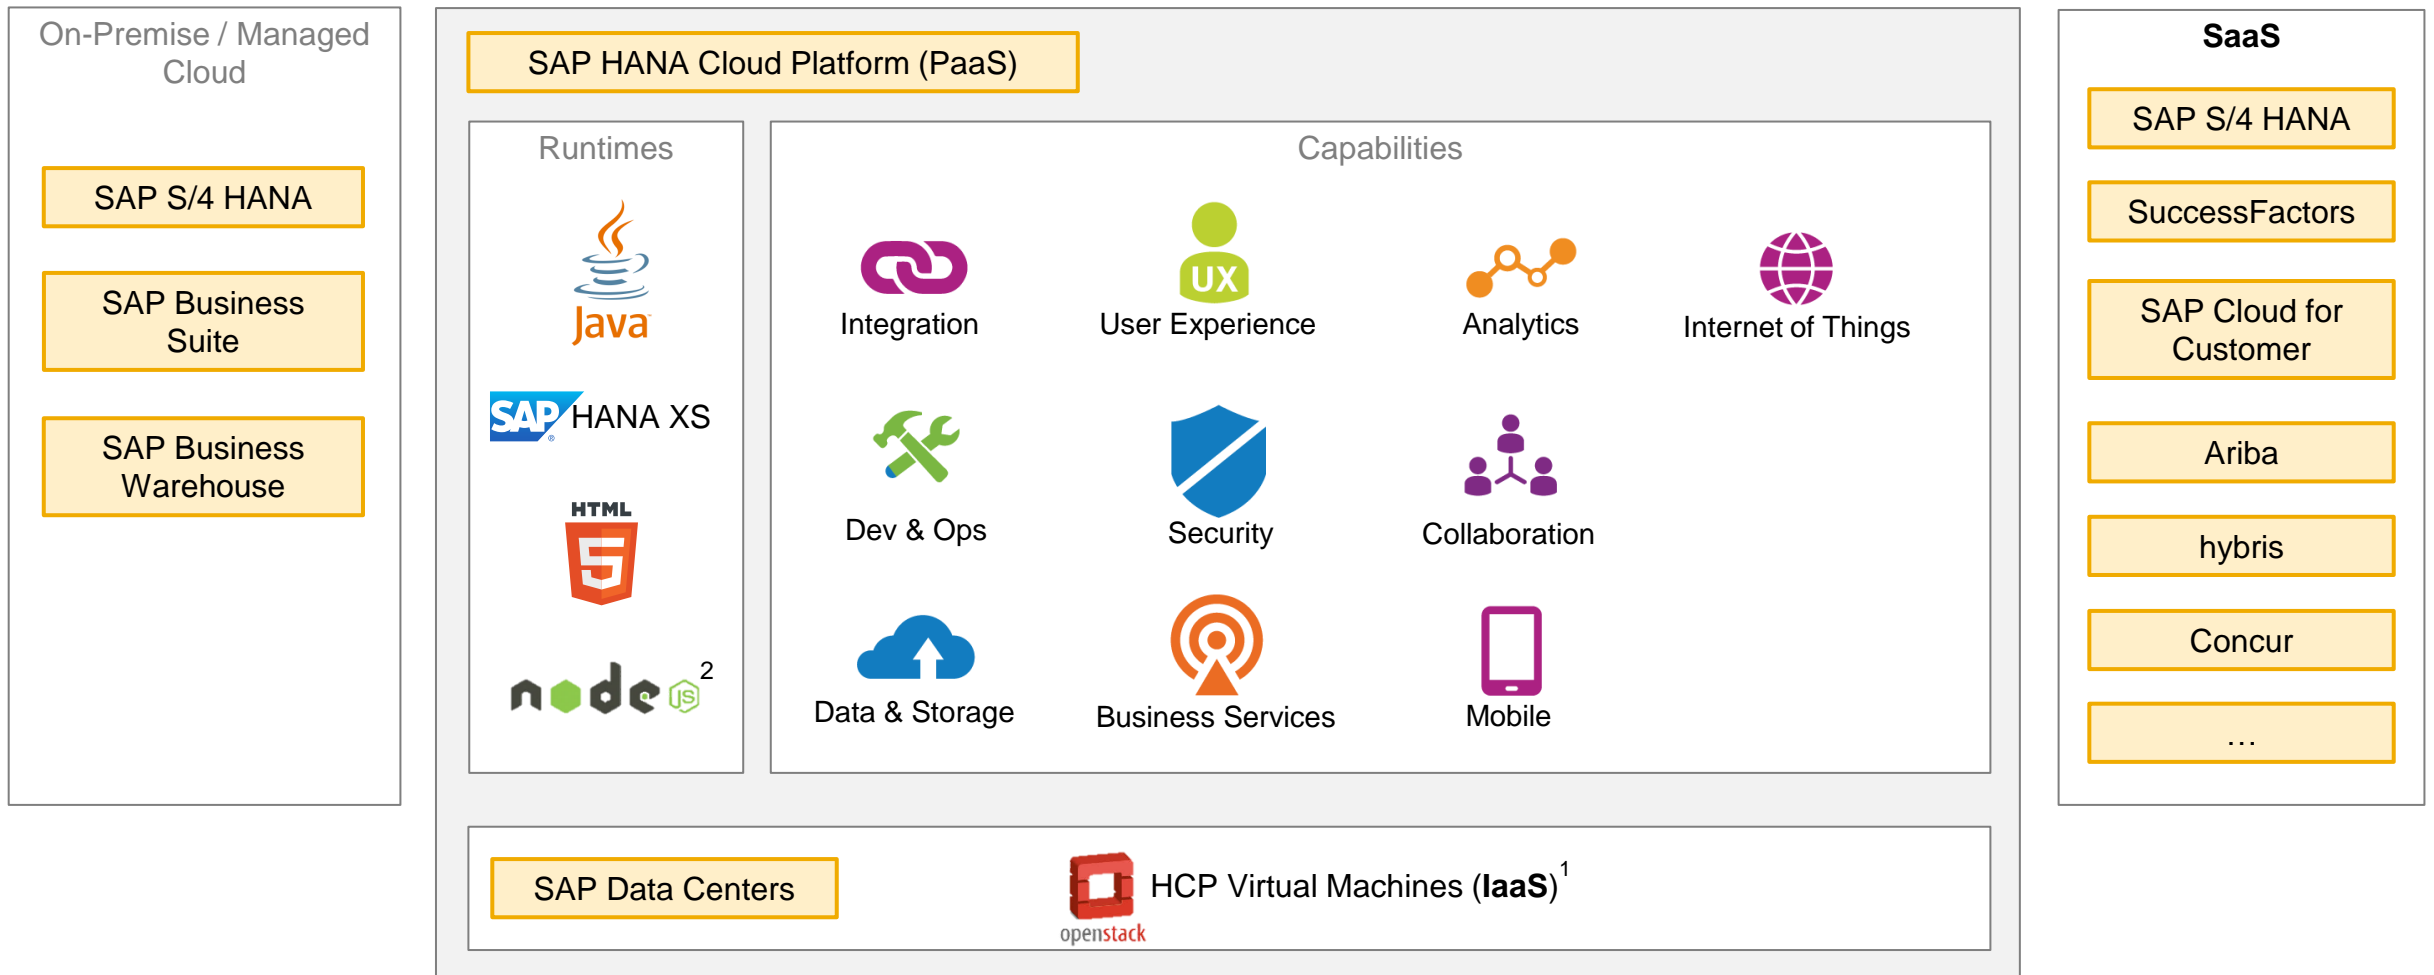 On-Premise / Managed
Cloud
SAP S/4 HANA
SAP Business
Suite
SAP Business
Warehouse
SAP HANA Cloud Platform (PaaS)
Runtimes
Java™
SAP® HANA XS
HTML
5
node JS 2
Capabilities
Integration
UX
User Experience
Analytics
Internet of Things
Dev & Ops
Security
Collaboration
Data & Storage
Business Services
Mobile
SAP Data Centers
openstack
HCP Virtual Machines (IaaS) 1
SaaS
SAP S/4 HANA
SuccessFactors
SAP Cloud for
Customer
Ariba
hybris
Concur
…